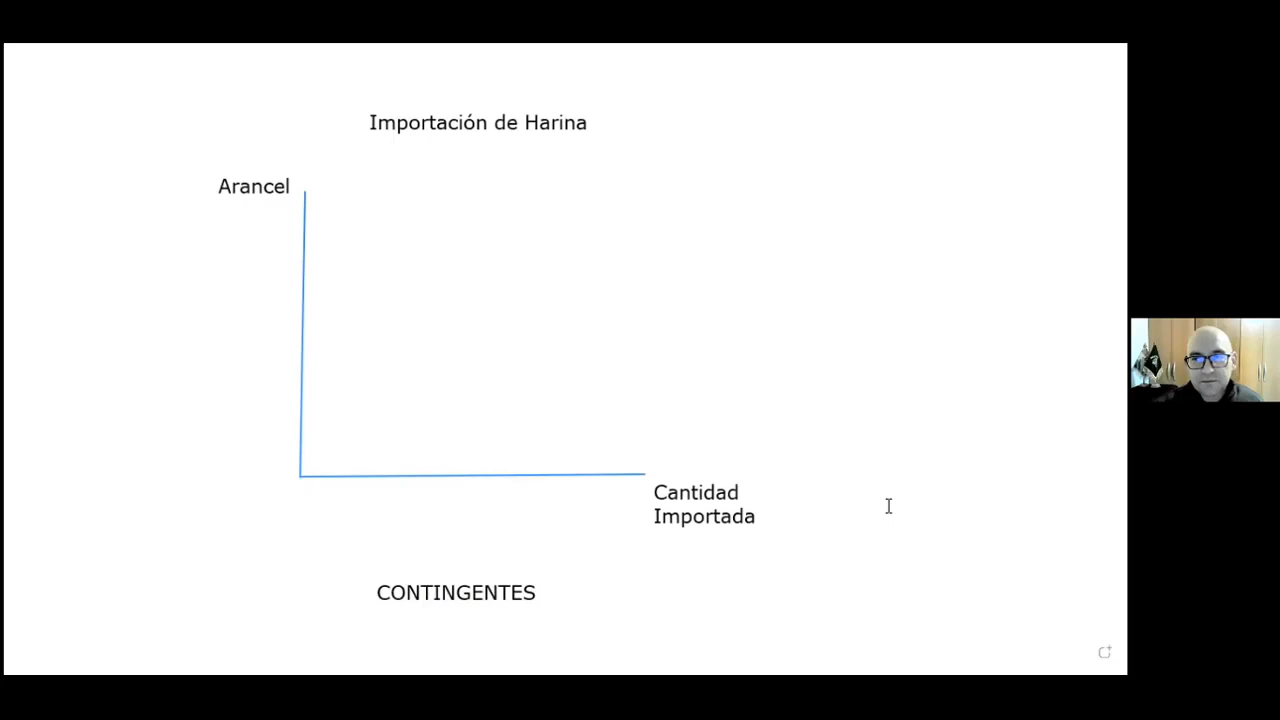 Importación de Harina
Arancel
Cantidad
Importada
CONTINGENTES